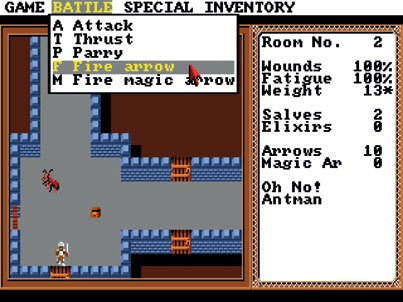 GAME BATTLE SPECIAL INVENTORY
A Attack
T Thrust
P Parry
F Fire arrow
M Fire magic arrow
Room No. 2
Wounds 100%
Fatigue 100%
Weight 13*
Salves 2
Elixirs 0
Arrows 10
Magic Ar 0
Oh No!
Antman